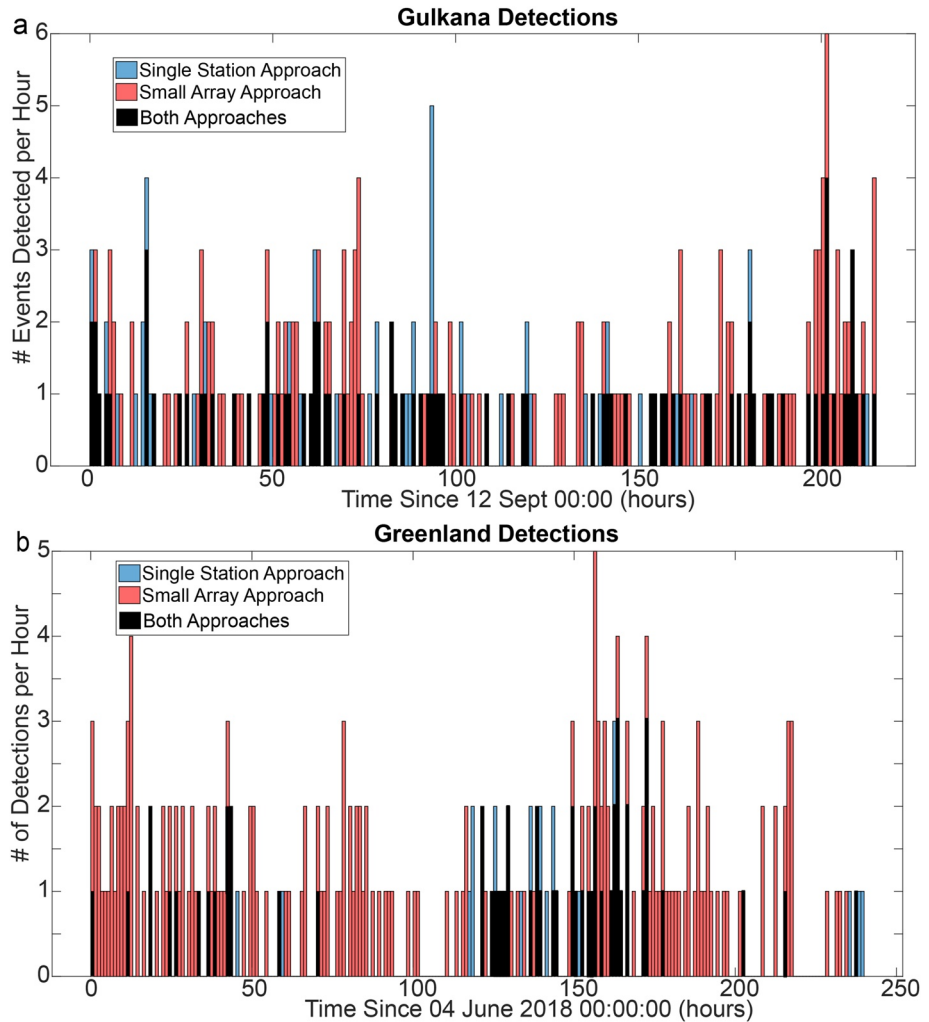 a
Gulkana Detections
6
5
4
3
2
1
0
# Events Detected per Hour
Single Station Approach
Small Array Approach
Both Approaches
0 50 100 150 200
Time Since 12 Sept 00:00 (hours)
b
Greenland Detections
5
4
3
2
1
0
# of Detections per Hour
Single Station Approach
Small Array Approach
Both Approaches
0 50 100 150 200 250
Time Since 04 June 2018 00:00:00 (hours)